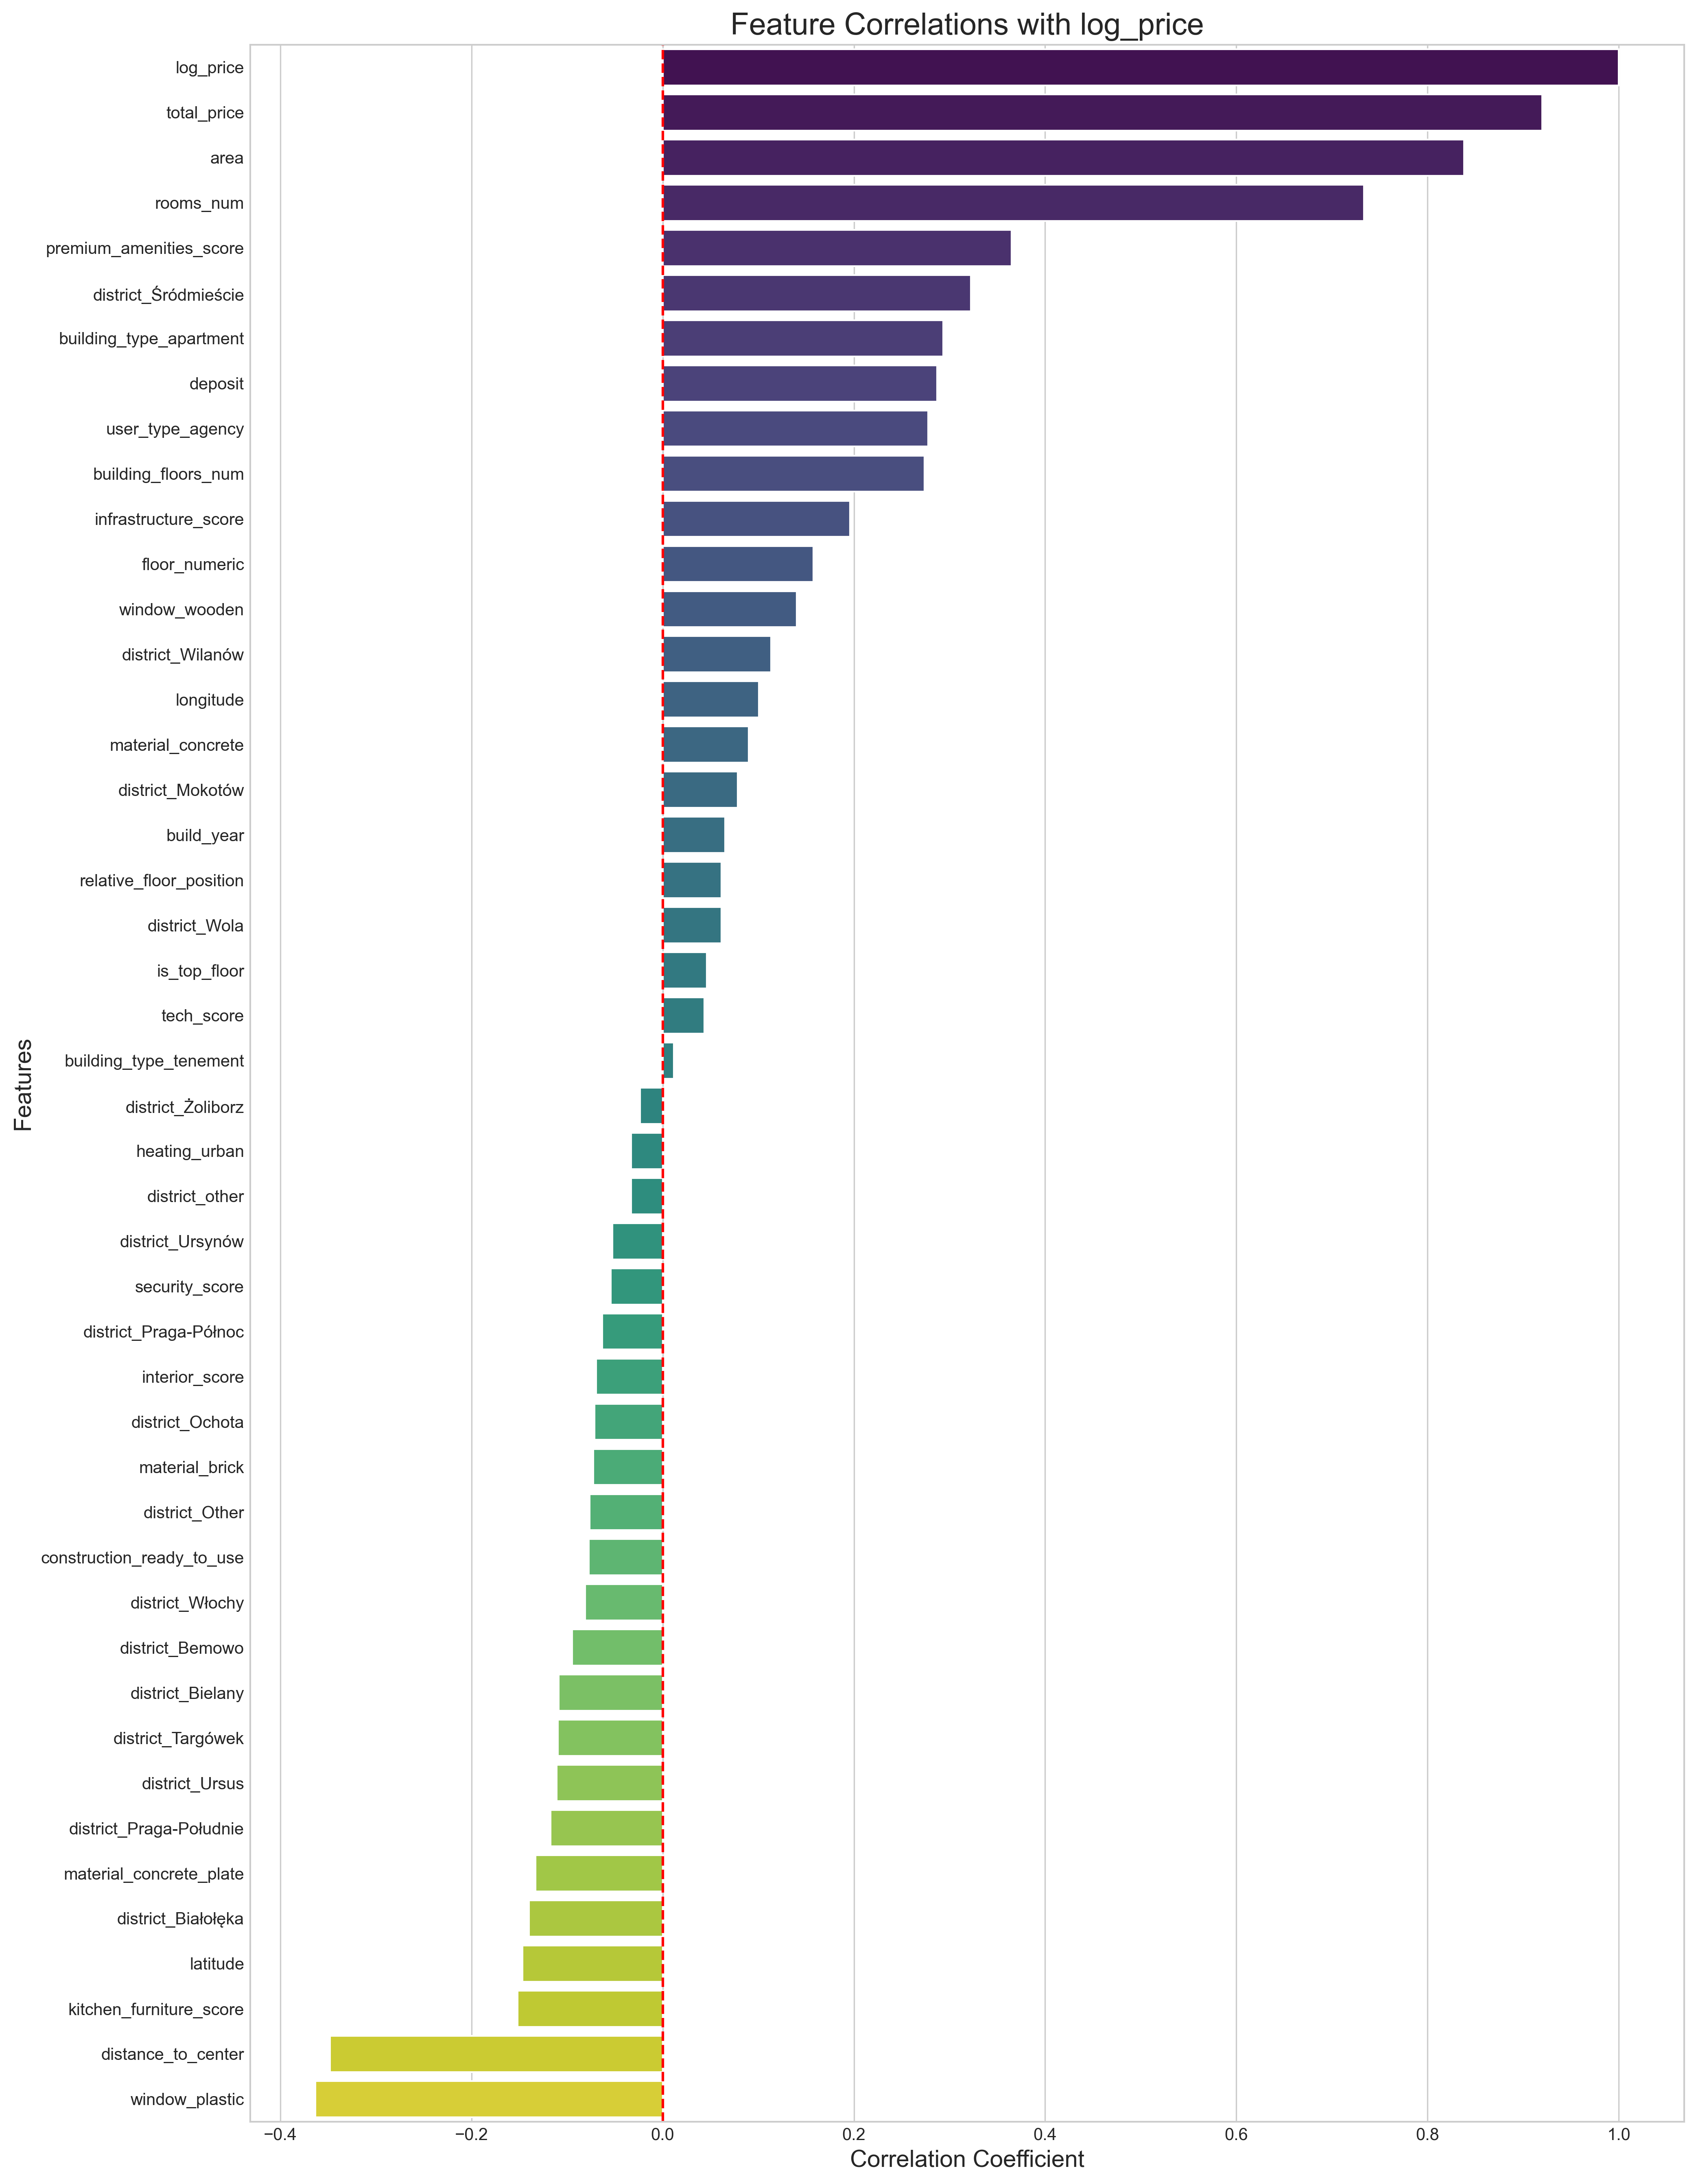 Feature Correlations with log_price
log_price
total_price
area
rooms_num
premium_amenities_score
district_Śródmieście
building_type_apartment
deposit
user_type_agency
building_floors_num
infrastructure_score
floor_numeric
window_wooden
district_Wilanów
longitude
material_concrete
district_Mokotów
build_year
relative_floor_position
district_Wola
is_top_floor
tech_score
building_type_tenement
district_Żoliborz
heating_urban
district_other
district_Ursynów
security_score
district_Praga-Północ
interior_score
district_Ochota
material_brick
district_Other
construction_ready_to_use
district_Włochy
district_Bemowo
district_Bielany
district_Targówek
district_Ursus
district_Praga-Południe
material_concrete_plate
district_Białołęka
latitude
kitchen_furniture_score
distance_to_center
window_plastic
Features
−0.4 −0.2 0.0 0.2 0.4 0.6 0.8 1.0
Correlation Coefficient